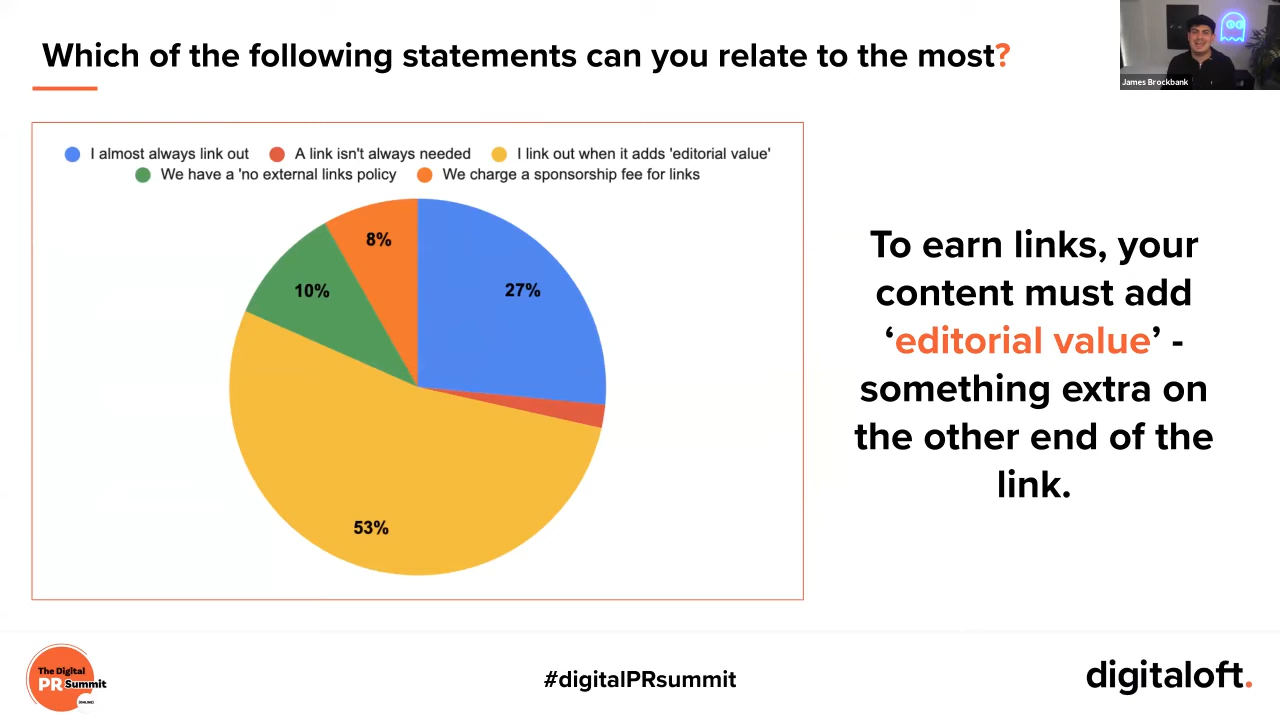 Which of the following statements can you relate to the most?
James Brockbank
I almost always link out
A link isn't always needed
I link out when it adds 'editorial value'
We have a 'no external links policy
We charge a sponsorship fee for links
8%
27%
10%
53%
To earn links, your
content must add
‘editorial value’ -
something extra on
the other end of the
link.
The Digital
PR Summit
(ONLINE)
#digitalPRsummit
digitaloft.